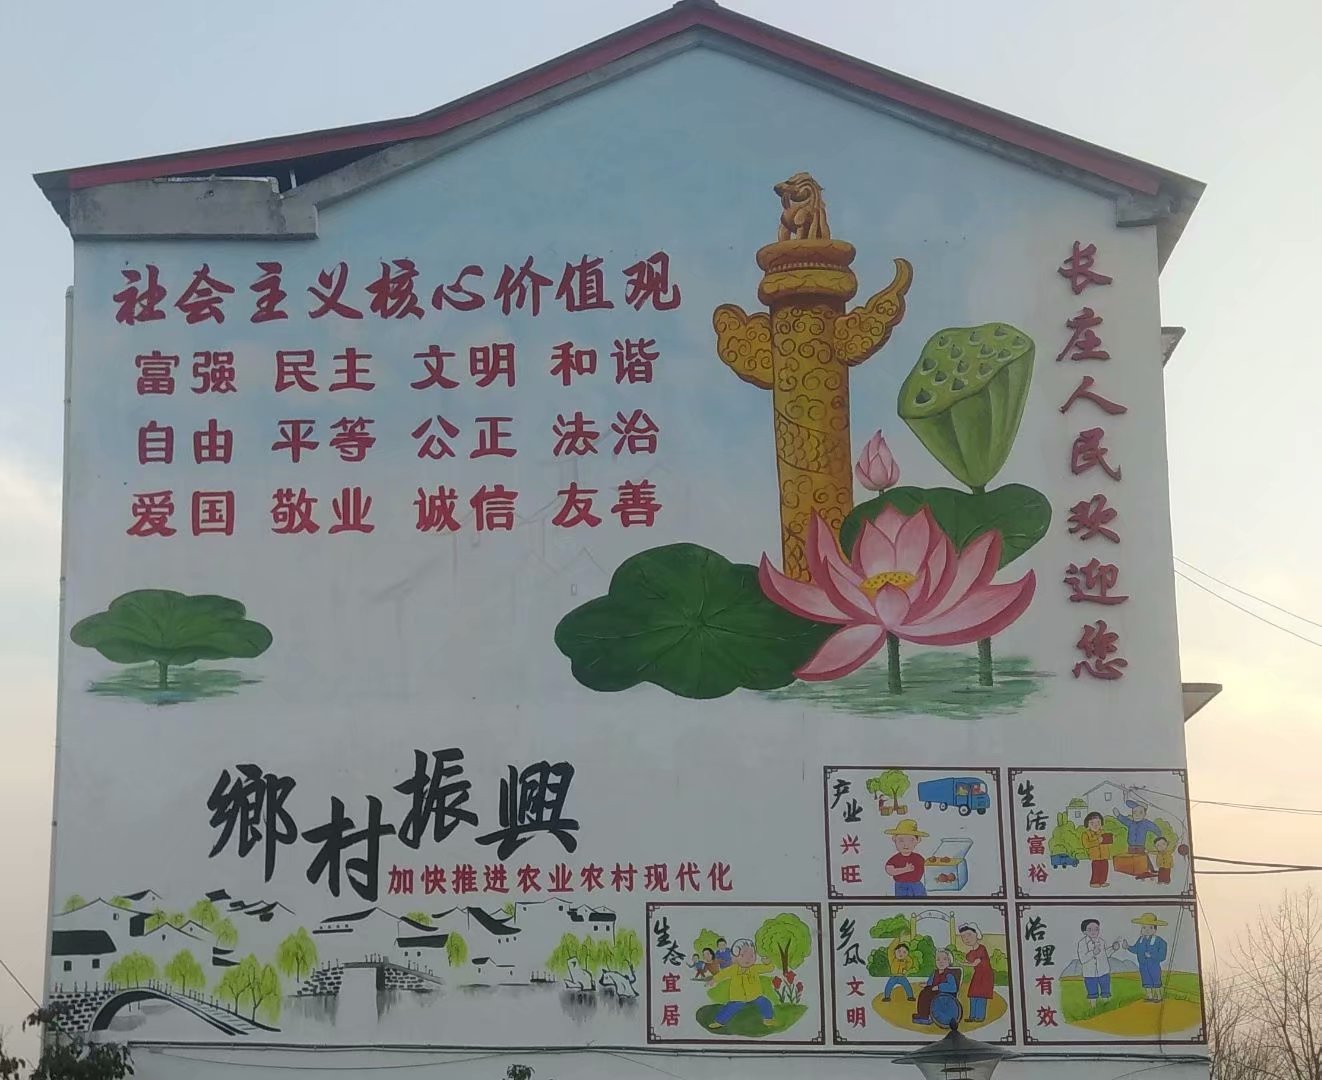 社会主义核心价值观
富强 民主 文明 和谐
自由 平等 公正 法治
爱国 敬业 诚信 友善
长庄人民欢迎您
鄉村振興
加快推进农业农村现代化
产业兴旺
生活富裕
生态宜居
乡风文明
治理有效